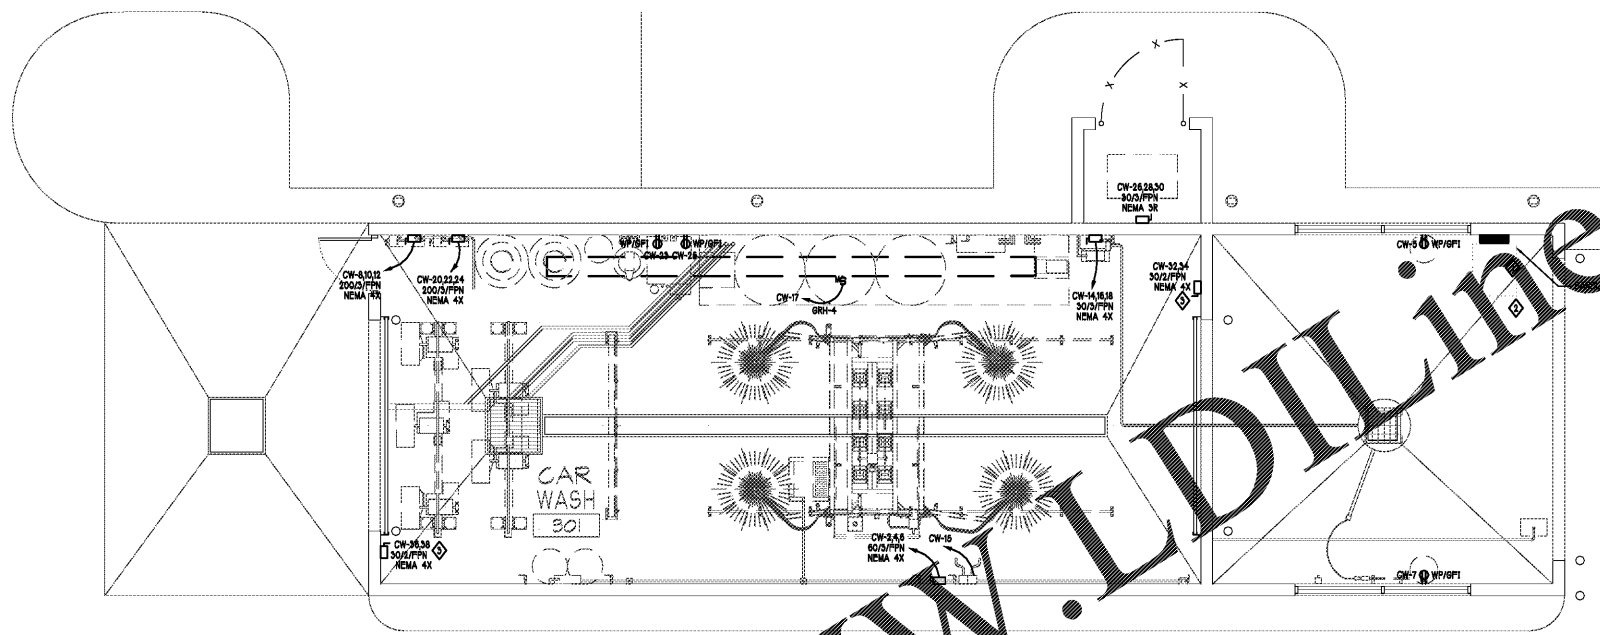 CW-26,28,30
30/3/FPN
NEMA 3R
WP/GFI
WP/GFI
CW-23
CW-5
WP/GFI
CW-8,10,12
200/3/FPN
NEMA 4X
CW-20,22,24
200/3/FPN
NEMA 4X
CW-17
GRH-4
CW-14,16,18
30/3/FPN
NEMA 4X
CW-32,34
30/2/FPN
NEMA 4X
3
2
CAR
WASH
301
CW-36,38
30/2/FPN
NEMA 4X
3
CW-2,4,6
60/3/FPN
NEMA 4X
CW-15
CW-7
WP/GFI
W.LDILine